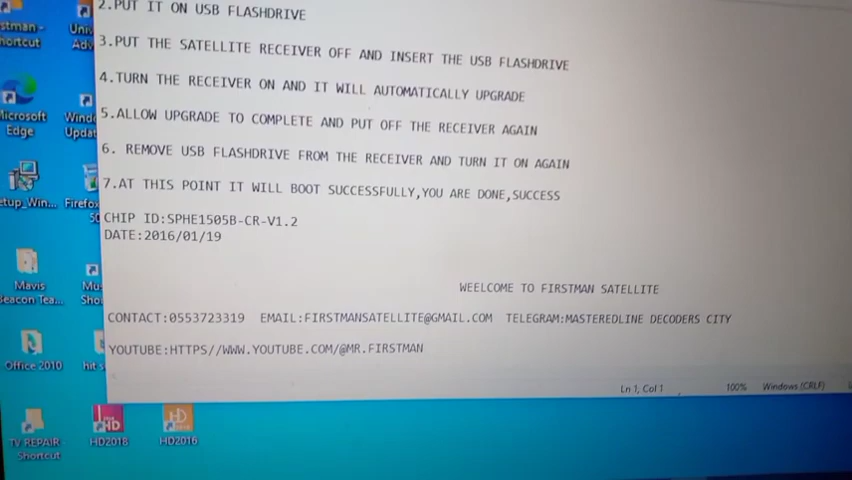 2.PUT IT ON USB FLASHDRIVE
3.PUT THE SATELLITE RECEIVER OFF AND INSERT THE USB FLASHDRIVE
4.TURN THE RECEIVER ON AND IT WILL AUTOMATICALLY UPGRADE
5.ALLOW UPGRADE TO COMPLETE AND PUT OFF THE RECEIVER AGAIN
6. REMOVE USB FLASHDRIVE FROM THE RECEIVER AND TURN IT ON AGAIN
7.AT THIS POINT IT WILL BOOT SUCCESSFULLY,YOU ARE DONE,SUCCESS
CHIP ID:SPHE1505B-CR-V1.2
DATE:2016/01/19
WEELCOME TO FIRSTMAN SATELLITE
CONTACT:0553723319 EMAIL:FIRSTMANSATELLITE@GMAIL.COM TELEGRAM:MASTEREDLINE DECODERS CITY
YOUTUBE:HTTPS//WWW.YOUTUBE.COM/@MR.FIRSTMAN
Ln 1, Col 1 100% Windows (CRLF)
Shortcut
Microsoft
Edge
etup_Win...
Firefox
Mavis
Beacon Tea...
Office 2010
TV REPAIR -
Shortcut
HD
HD2018
HD
HD2016